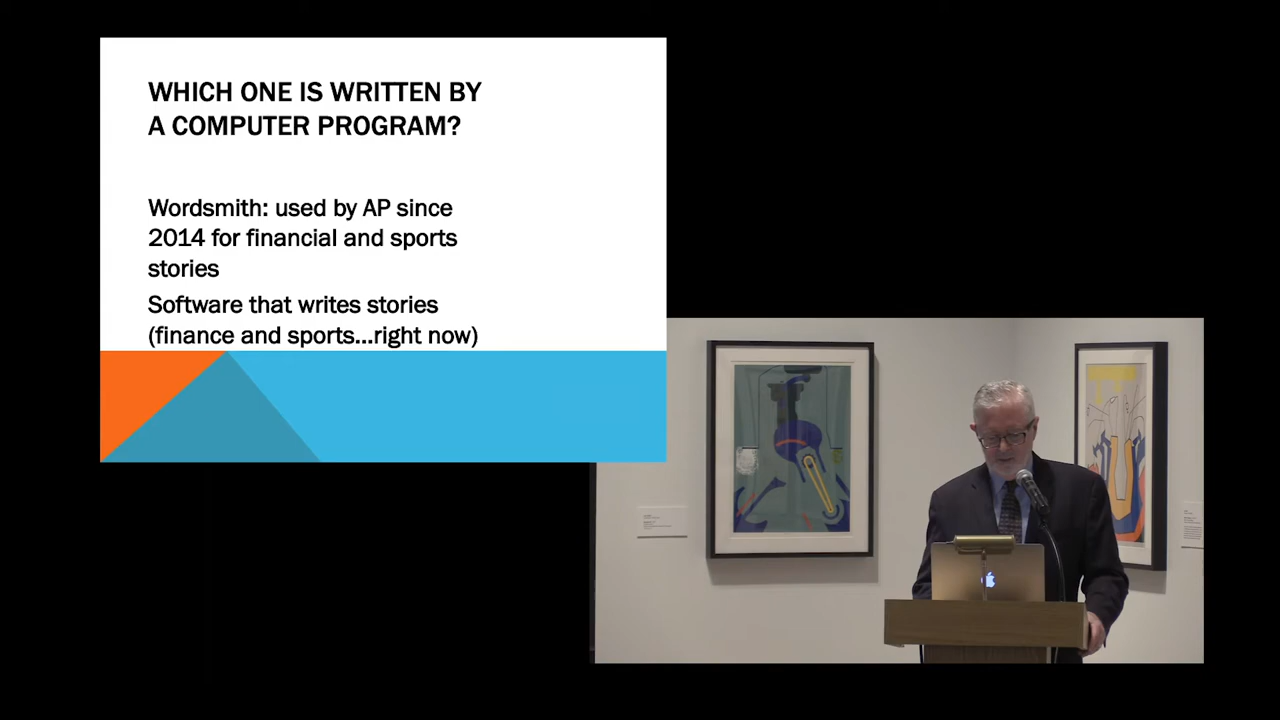 WHICH ONE IS WRITTEN BY
A COMPUTER PROGRAM?
Wordsmith: used by AP since
2014 for financial and sports
stories
Software that writes stories
(finance and sports...right now)